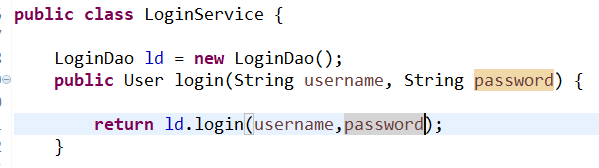 public class LoginService {
LoginDao ld = new LoginDao();
public User login(String username, String password) {
return ld.login(username,password);
}